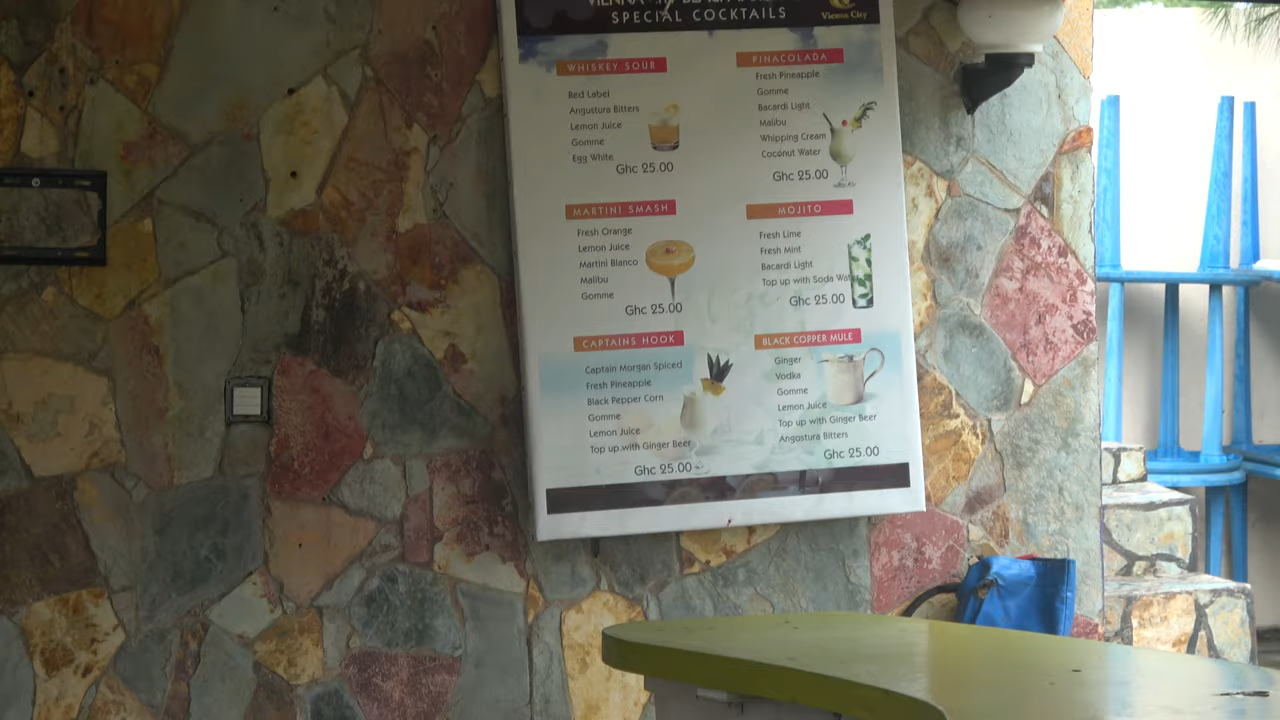 VIENNA
SPECIAL COCKTAILS
Vienna City
WHISKEY SOUR
Red Label
Angustura Bitters
Lemon Juice
Gomme
Egg White
Ghc 25.00
PINACOLADA
Fresh Pineapple
Gomme
Bacardi Light
Malibu
Whipping Cream
Coconut Water
Ghc 25.00
MARTINI SMASH
Fresh Orange
Lemon Juice
Martini Blanco
Malibu
Gomme
Ghc 25.00
MOJITO
Fresh Lime
Fresh Mint
Bacardi Light
Top up with Soda Water
Ghc 25.00
CAPTAINS HOOK
Captain Morgan Spiced
Fresh Pineapple
Black Pepper Corn
Gomme
Lemon Juice
Top up with Ginger Beer
Ghc 25.00
BLACK COPPER MULE
Ginger
Vodka
Gomme
Lemon Juice
Top up with Ginger Beer
Angostura Bitters
Ghc 25.00